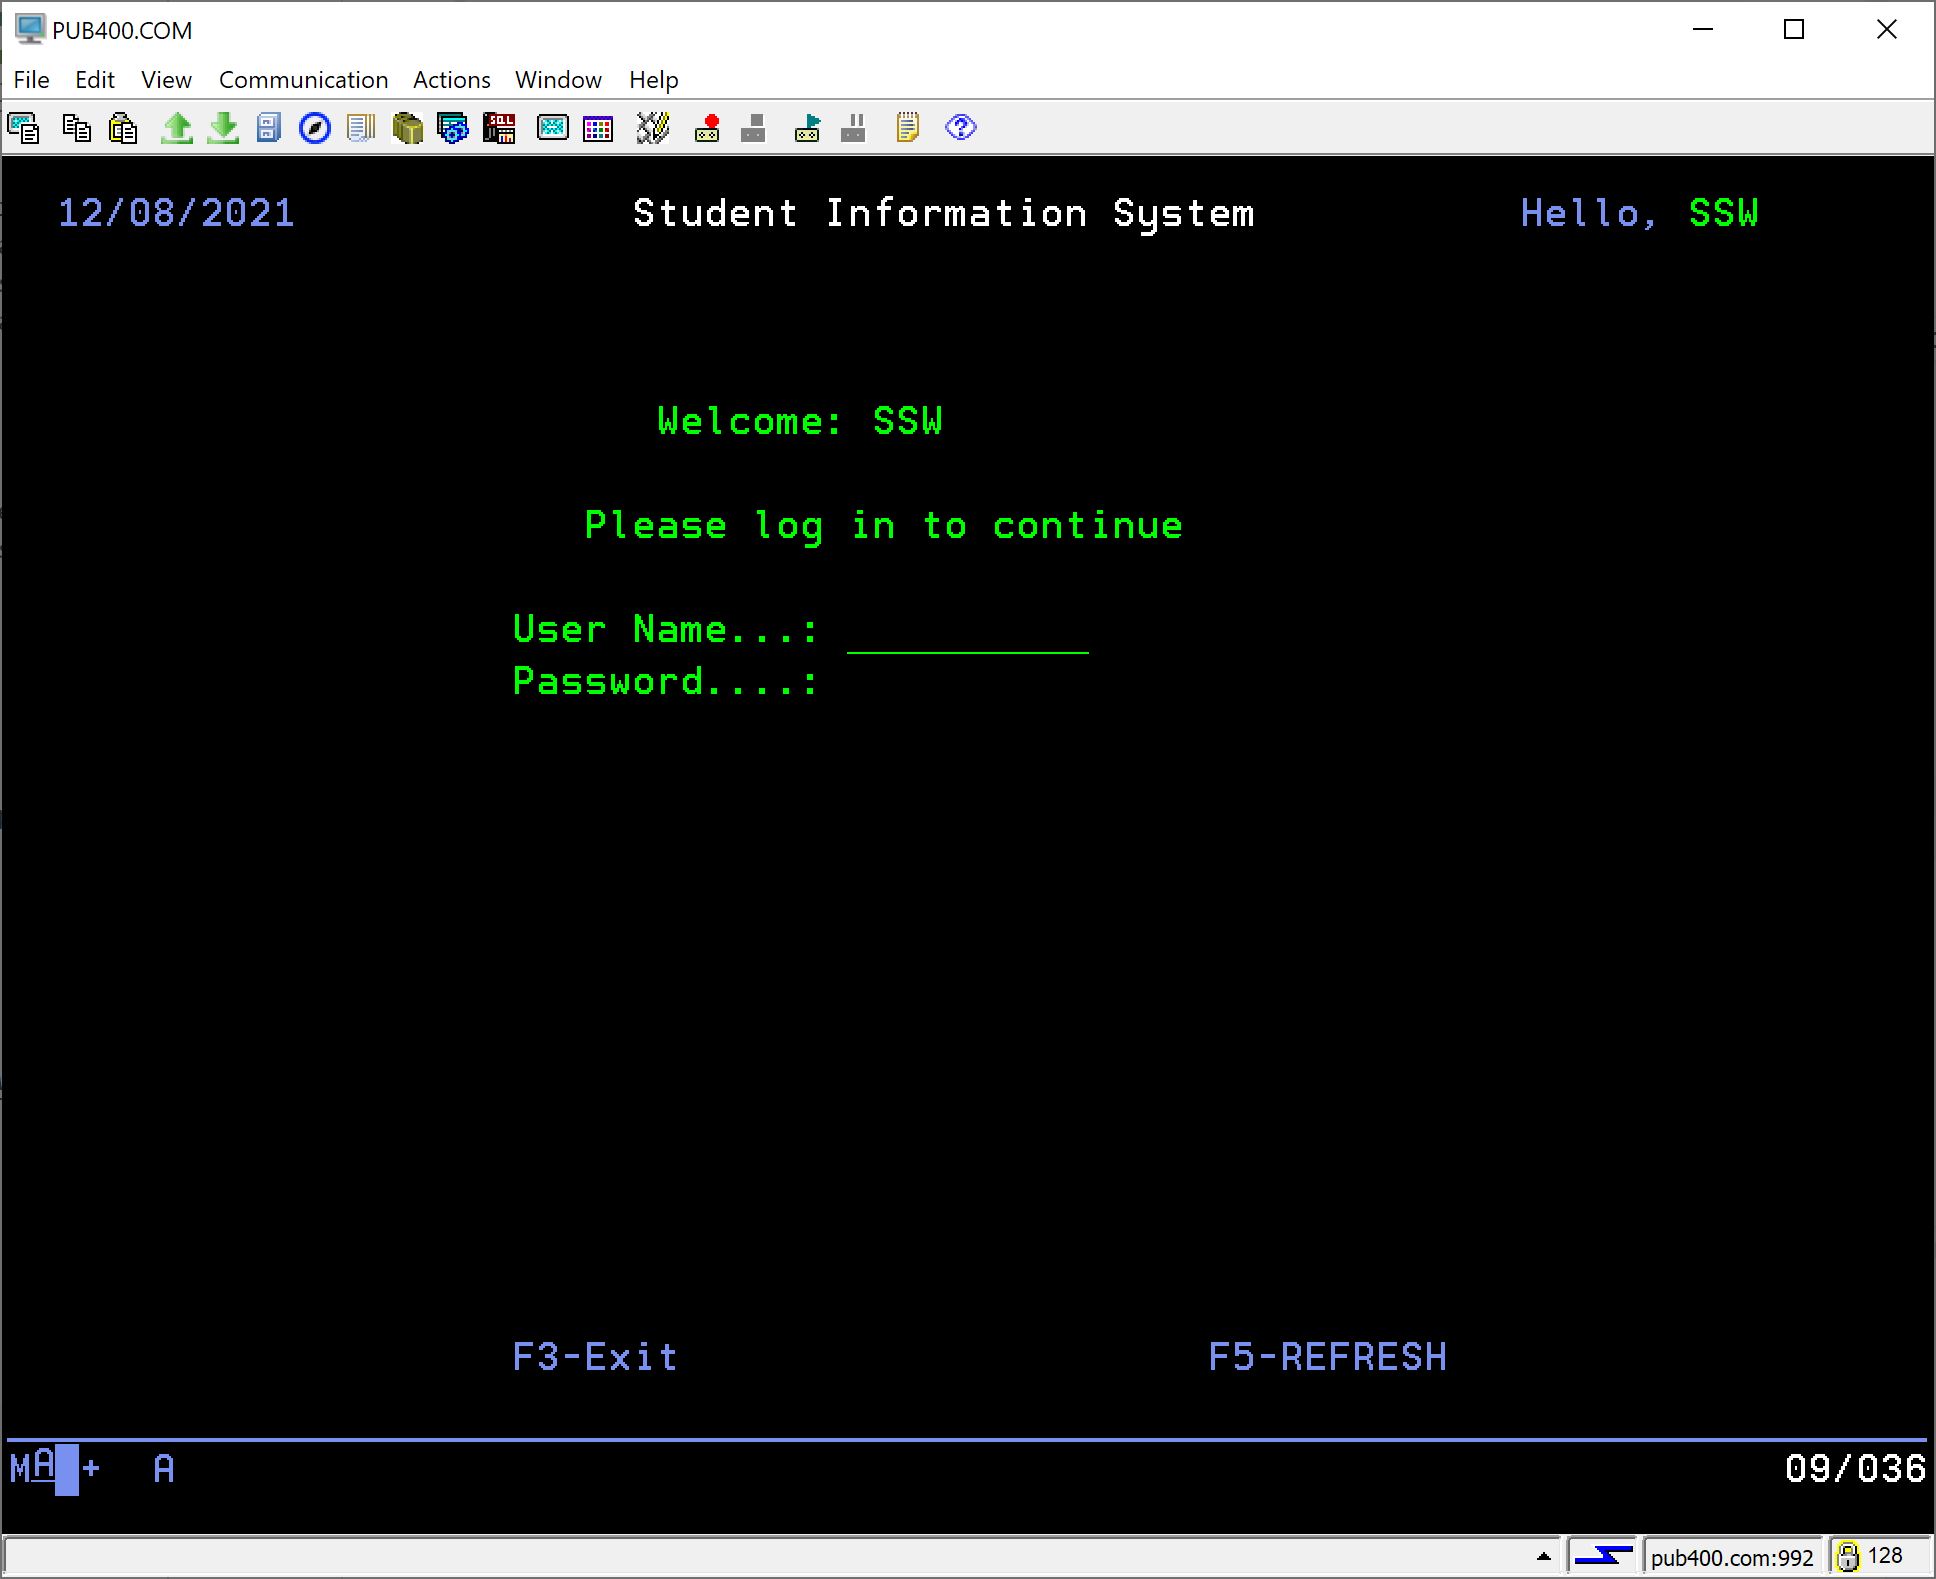 PUB400.COM
File Edit View Communication Actions Window Help
SQL
12/08/2021 Student Information System Hello, SSW
Welcome: SSW
Please log in to continue
User Name...:
Password....:
F3-Exit F5-REFRESH
MA + A 09/036
pub400.com:992 128